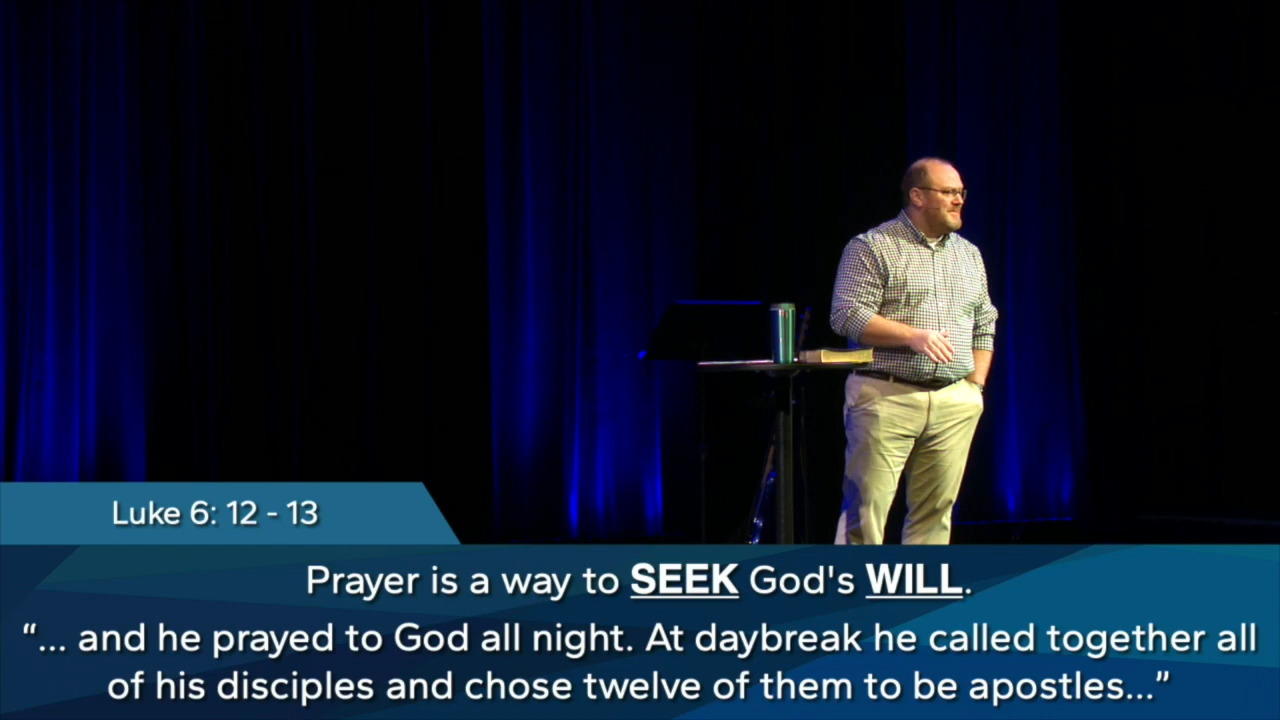 Luke 6: 12 - 13
Prayer is a way to SEEK God's WILL.
“... and he prayed to God all night. At daybreak he called together all
of his disciples and chose twelve of them to be apostles...”